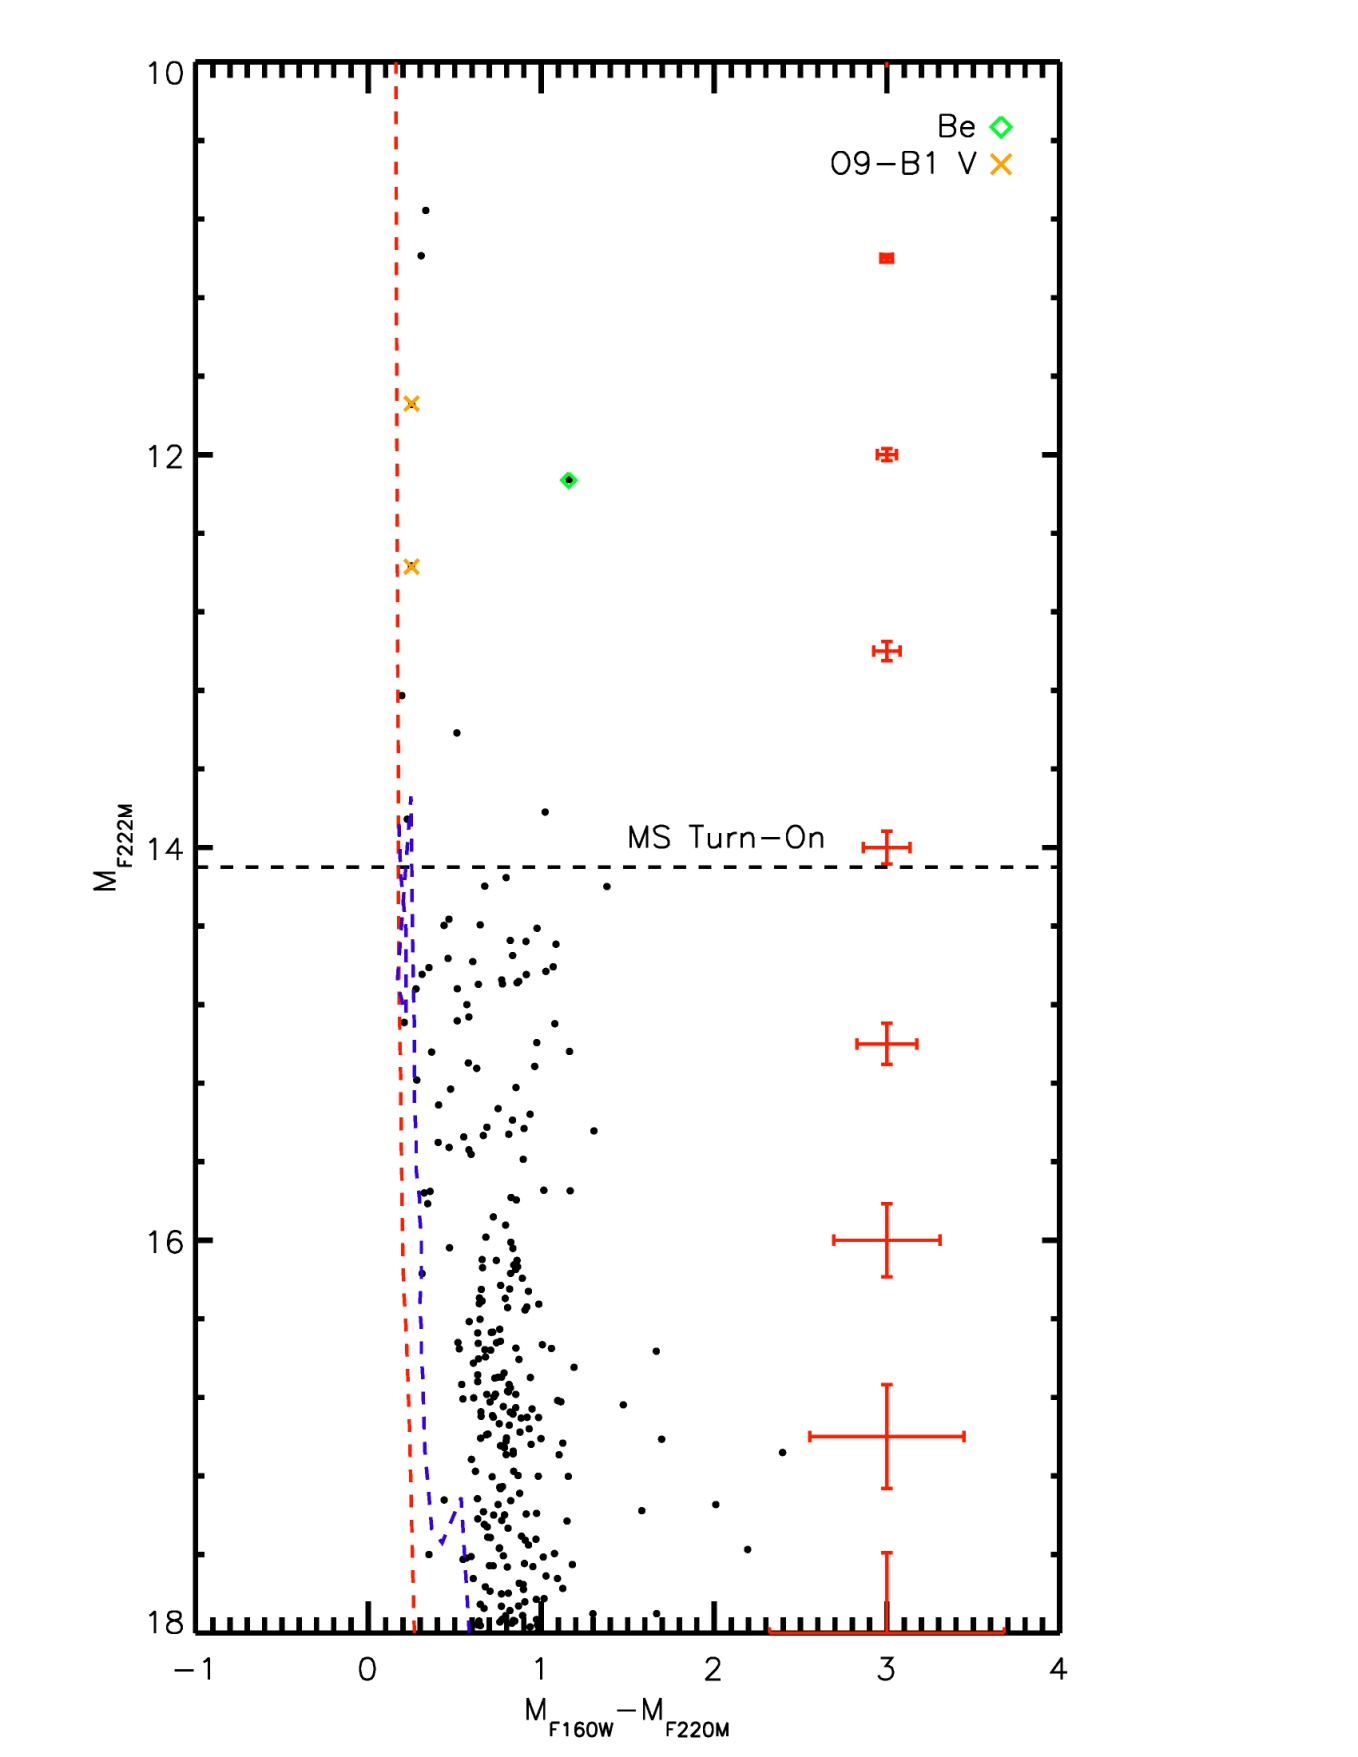 10
Be
O9-B1 V
12
MS Turn-On
14
M_F222M
16
18
-1 0 1 2 3 4
M_F160W-M_F220M